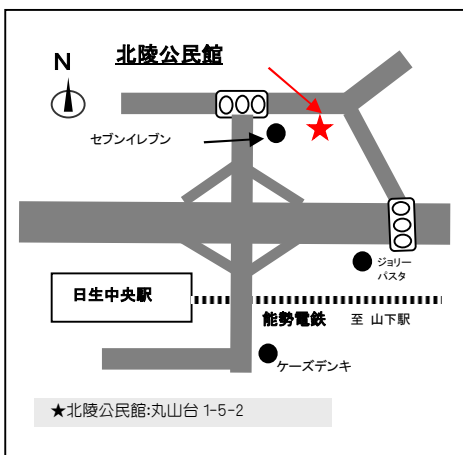 北陵公民館
N
セブンイレブン
ジョリー
パスタ
日生中央駅
能勢電鉄 至 山下駅
ケーズデンキ
★北陵公民館:丸山台 1-5-2